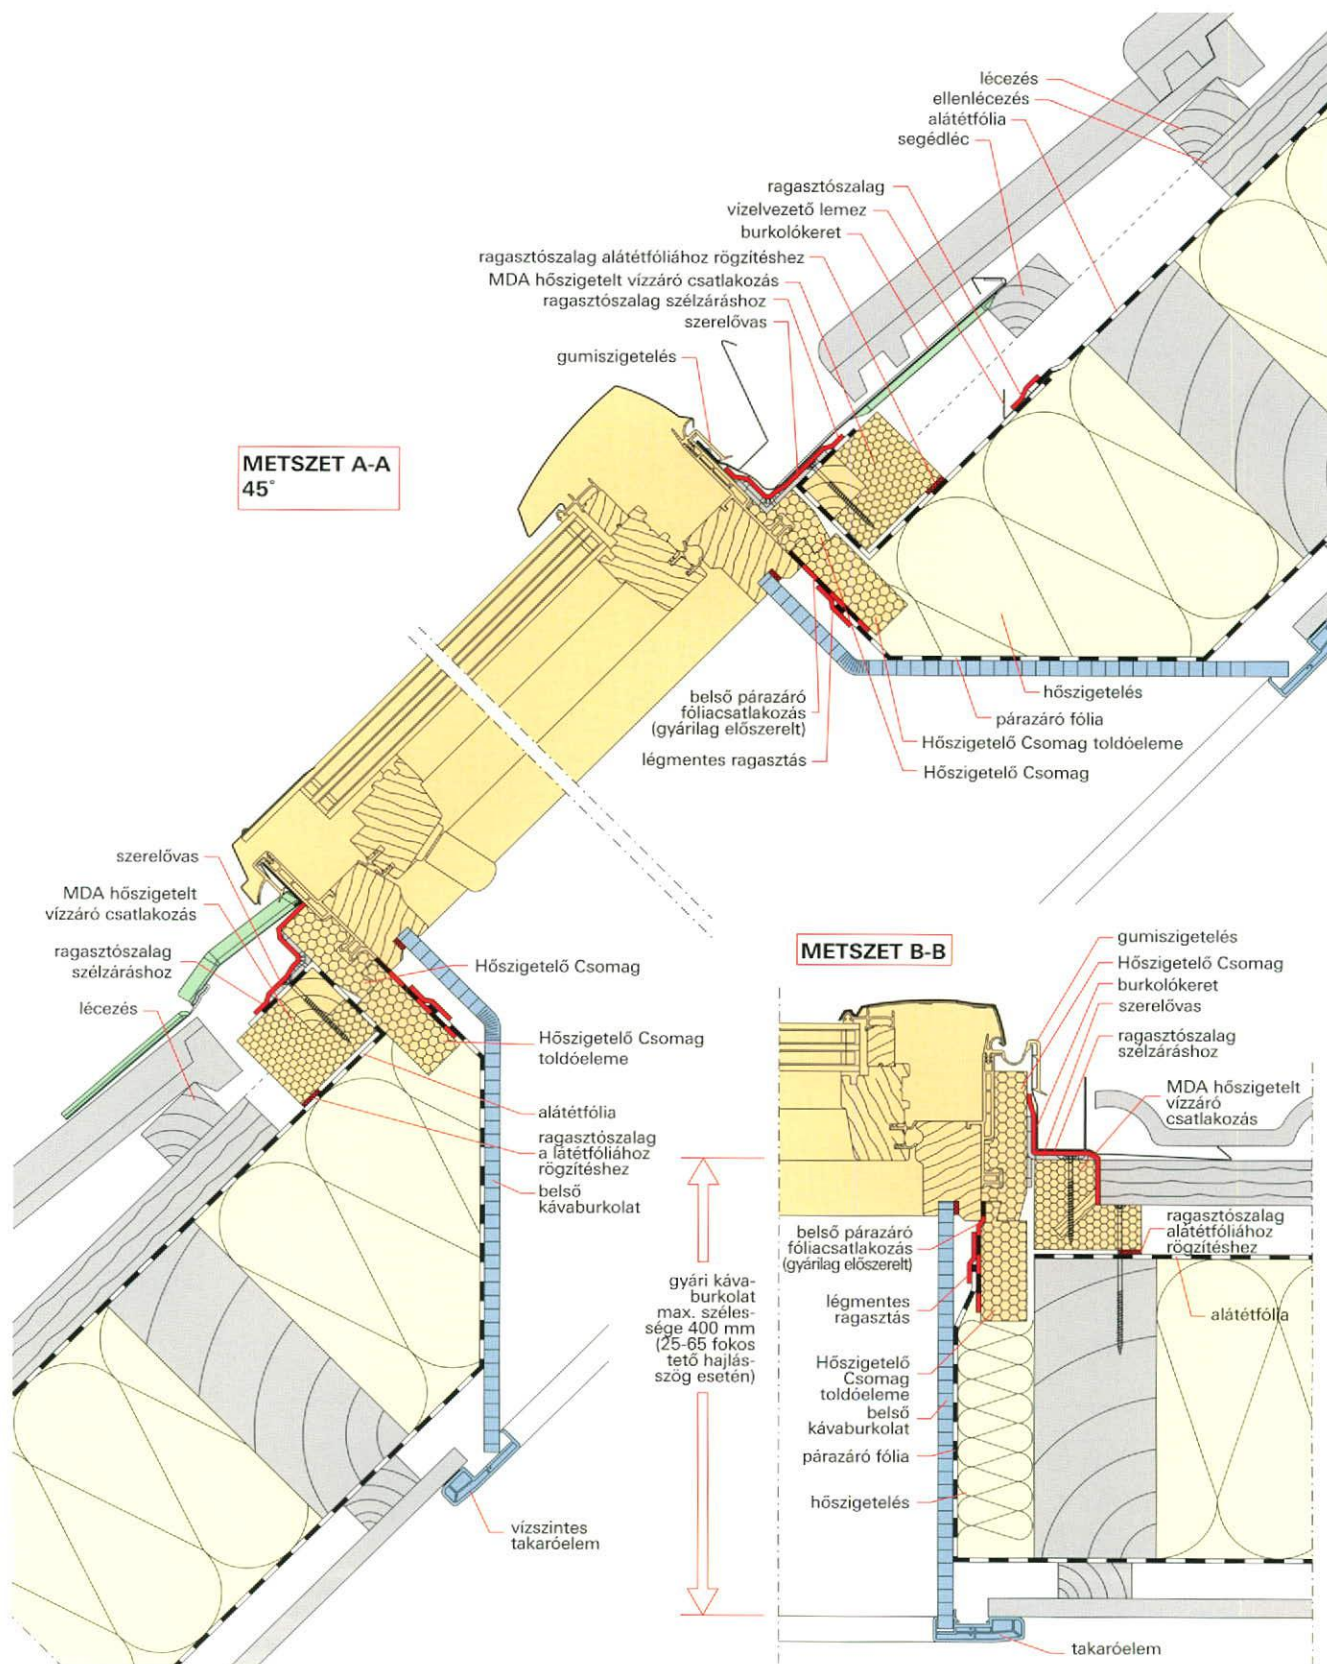 lécezés
ellenlécezés
alátétfólia
segédléc
ragasztószalag
vízelvezető lemez
burkolókeret
ragasztószalag alátétfóliához rögzítéshez
MDA hőszigetelt vízzáró csatlakozás
ragasztószalag szélzáráshoz
szerelővas
gumiszigetelés
METSZET A-A
45°
belső párazáró
fóliacsatlakozás
(gyárilag előszerelt)
légmentes ragasztás
hőszigetelés
párazáró fólia
Hőszigetelő Csomag toldóeleme
Hőszigetelő Csomag
szerelővas
MDA hőszigetelt
vízzáró csatlakozás
ragasztószalag
szélzáráshoz
lécezés
Hőszigetelő Csomag
Hőszigetelő Csomag
toldóeleme
alátétfólia
ragasztószalag
a látétfóliához
rögzítéshez
belső
kávaburkolat
vízszintes
takaróelem
gyári káva-
burkolat
max. széles-
sége 400 mm
(25-65 fokos
tető hajlás-
szög esetén)
METSZET B-B
gumiszigetelés
Hőszigetelő Csomag
burkolókeret
szerelővas
ragasztószalag
szélzáráshoz
MDA hőszigetelt
vízzáró
csatlakozás
ragasztószalag
alátétfóliához
rögzítéshez
alátétfólia
belső párazáró
fóliacsatlakozás
(gyárilag előszerelt)
légmentes
ragasztás
Hőszigetelő
Csomag
toldóeleme
belső
kávaburkolat
párazáró fólia
hőszigetelés
takaróelem